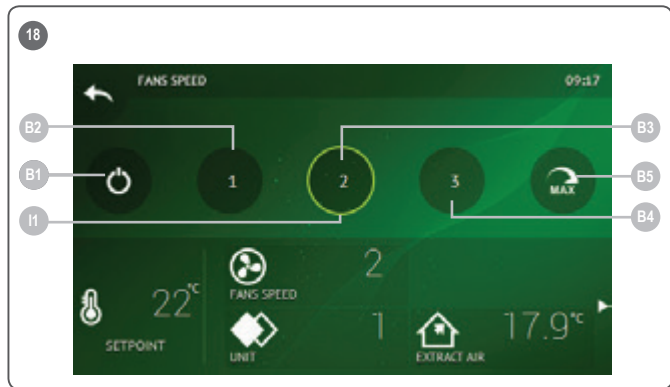 18
FANS SPEED 09:17
B2 B3
B1 1 2 3 MAX B5
I1 B4
2
22°C FANS SPEED
1 17.9°C
SETPOINT UNIT EXTRACT AIR